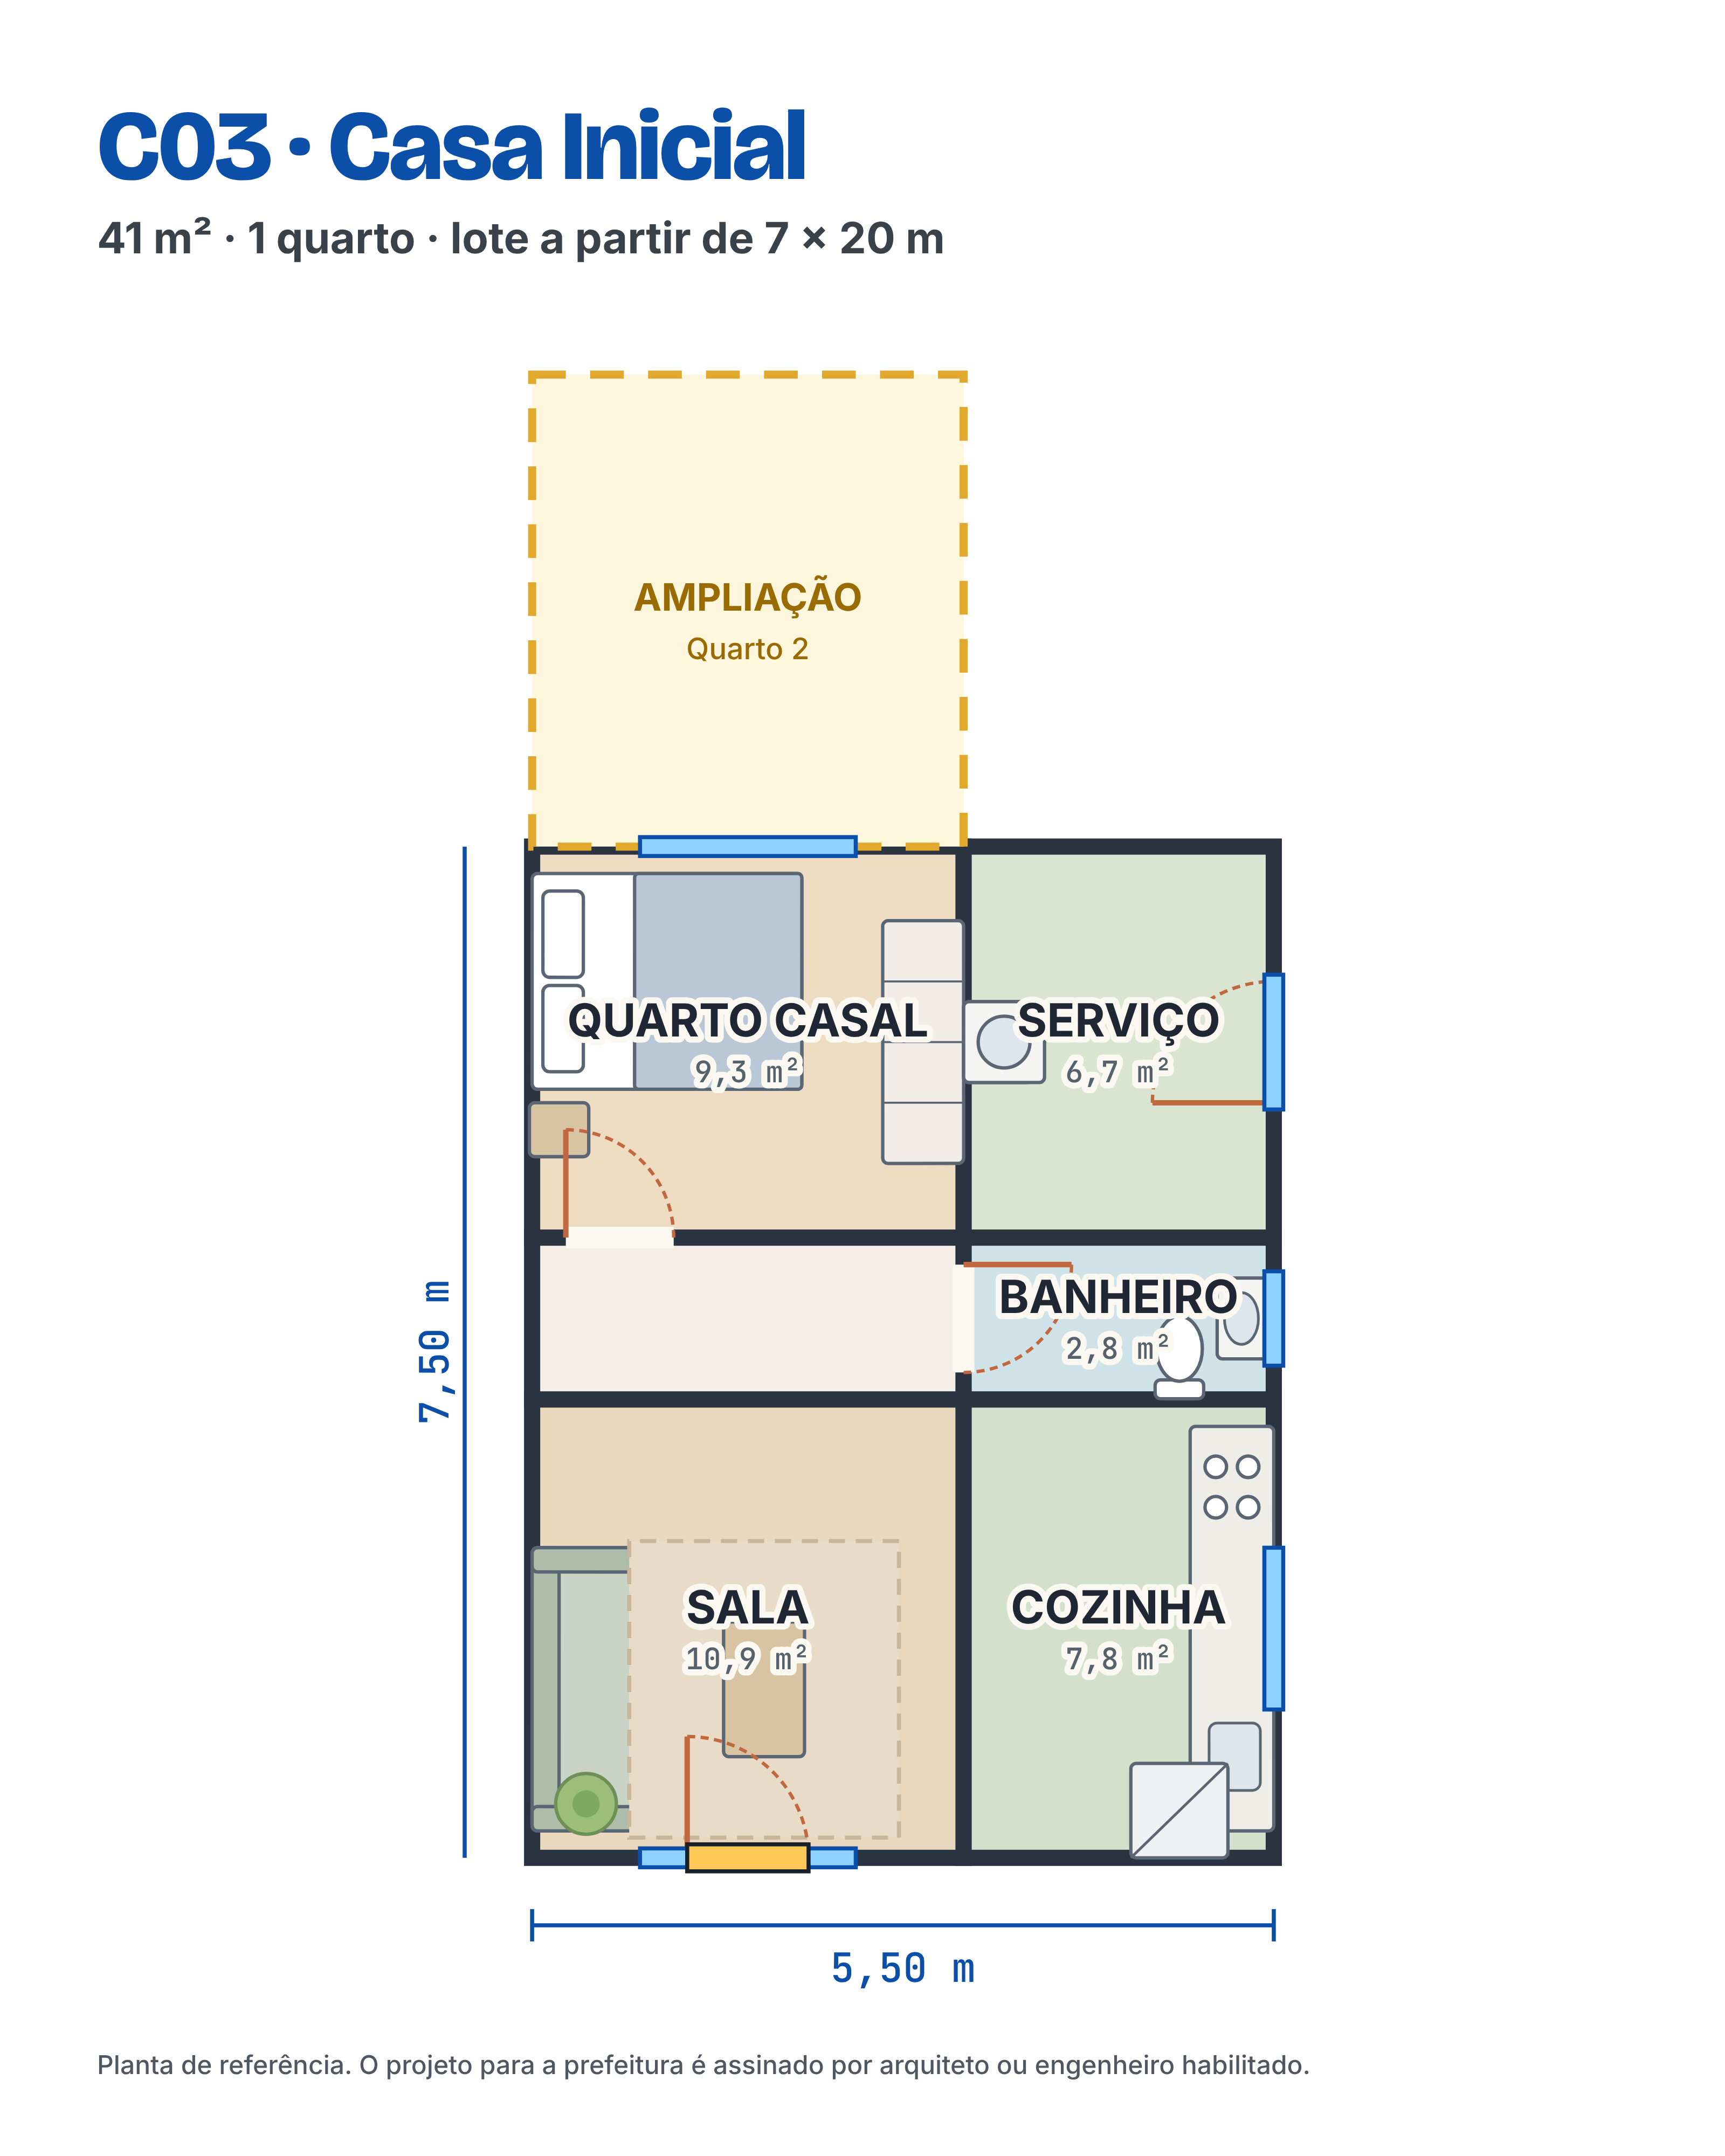 C03 · Casa Inicial
41 m² · 1 quarto · lote a partir de 7 × 20 m
AMPLIAÇÃO
Quarto 2
QUARTO CASAL
9,3 m²
SERVIÇO
6,7 m²
BANHEIRO
2,8 m²
7,50 m
SALA
10,9 m²
COZINHA
7,8 m²
5,50 m
Planta de referência. O projeto para a prefeitura é assinado por arquiteto ou engenheiro habilitado.